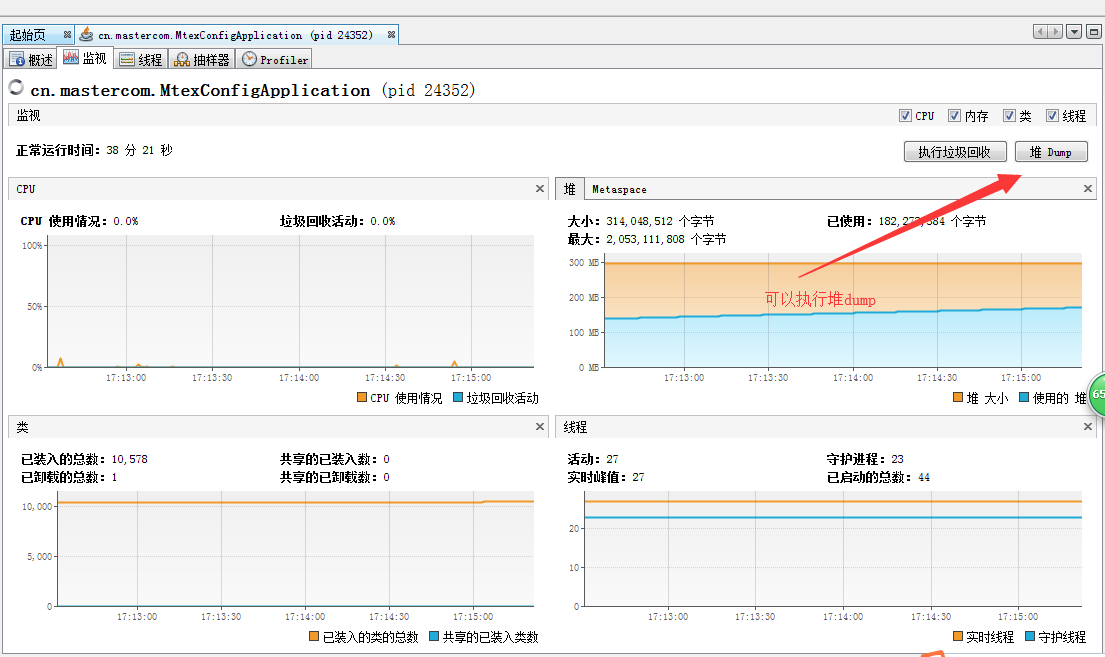 起始页 cn.mastercom.MtexConfigApplication (pid 24352)
概述 监视 线程 抽样器 Profiler
cn.mastercom.MtexConfigApplication (pid 24352)
监视 CPU 内存 类 线程
正常运行时间: 38 分 21 秒 执行垃圾回收 堆 Dump
CPU
CPU 使用情况: 0.0% 垃圾回收活动: 0.0%
100%
50%
0%
17:13:00 17:13:30 17:14:00 17:14:30 17:15:00
CPU 使用情况 垃圾回收活动
堆 Metaspace
大小: 314,048,512 个字节 已使用: 个字节
最大: 2,053,111,808 个字节
300 MB
200 MB
可以执行堆dump
100 MB
0 MB
17:13:00 17:13:30 17:14:00 17:14:30 17:15:00
堆 大小 使用的 堆
65
类
已装入的总数: 10,578 共享的已装入数: 0
已卸载的总数: 1 共享的已卸载数: 0
10,000
5,000
0
17:13:00 17:13:30 17:14:00 17:14:30 17:15:00
已装入的类的总数 共享的已装入类数
线程
活动: 27 守护进程: 23
实时峰值: 27 已启动的总数: 44
20
10
0
17:13:00 17:13:30 17:14:00 17:14:30 17:15:00
实时线程 守护线程